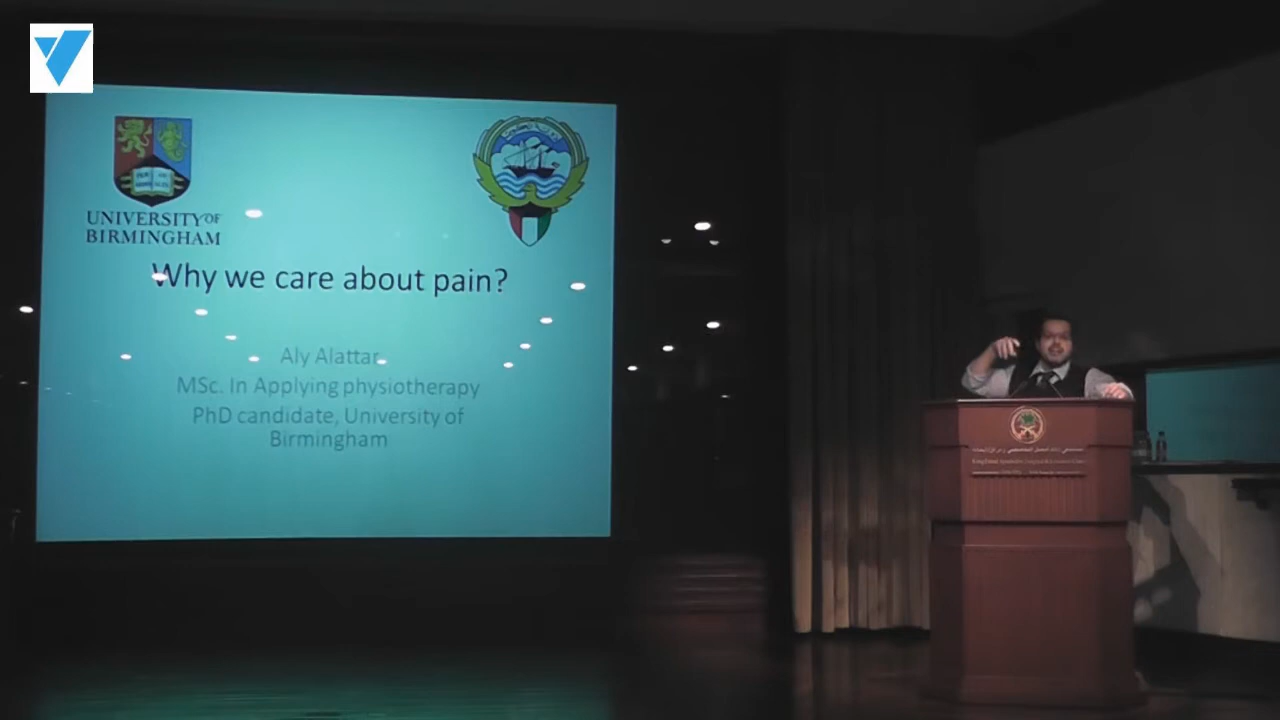 UNIVERSITY OF
BIRMINGHAM
Why we care about pain?
Aly Alattar
MSc. In Applying physiotherapy
PhD candidate, University of
Birmingham